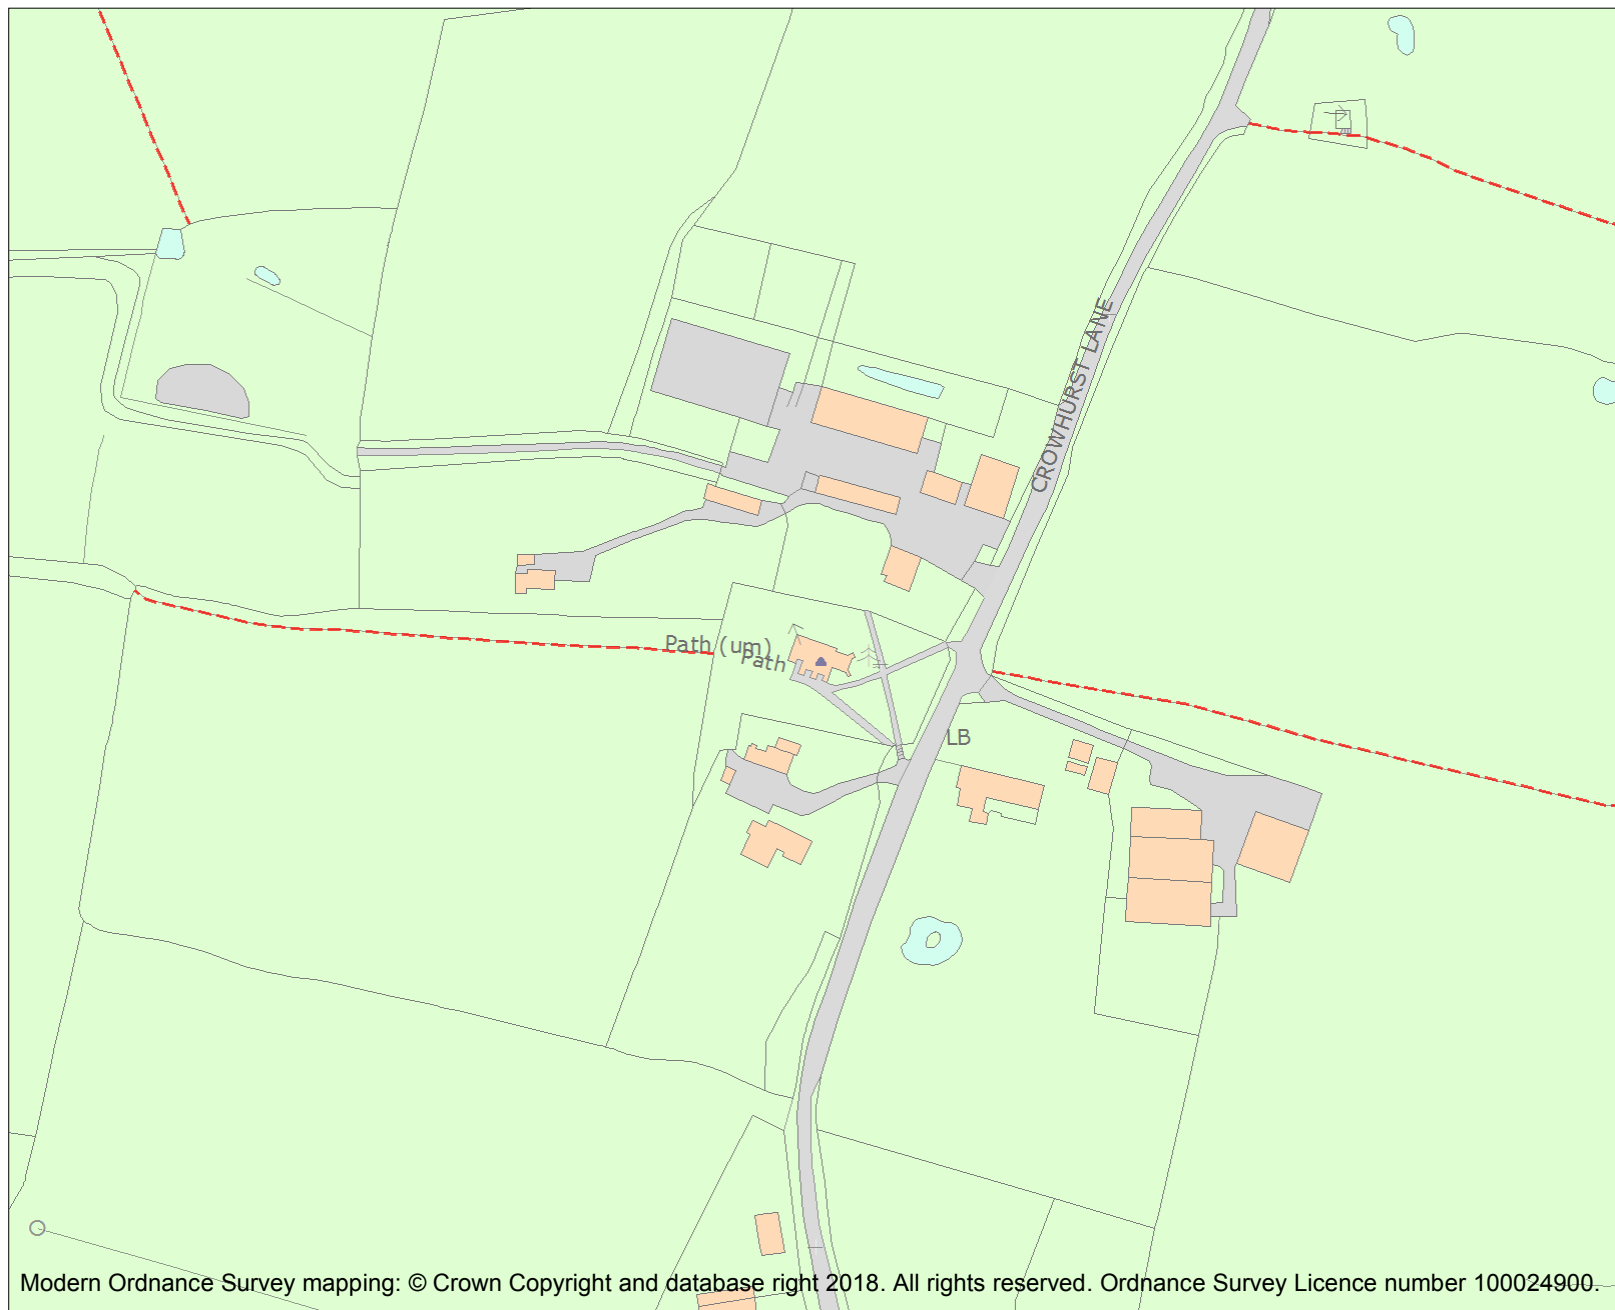 CROWHURST LANE
Path (um)
Path
LB
Modern Ordnance Survey mapping: © Crown Copyright and database right 2018. All rights reserved. Ordnance Survey Licence number 100024900.